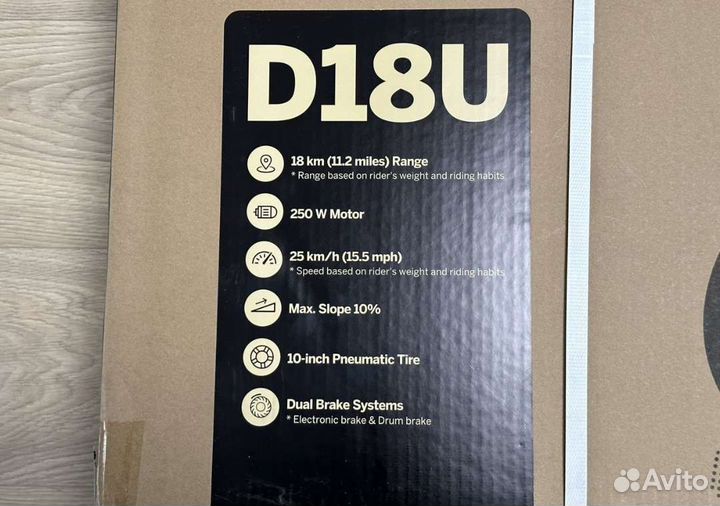 D18U
18 km (11.2 miles) Range
* Range based on rider's weight and riding habits
250 W Motor
25 km/h (15.5 mph)
* Speed based on rider's weight and riding habits
Max. Slope 10%
10-inch Pneumatic Tire
Dual Brake Systems
* Electronic brake & Drum brake
Avito